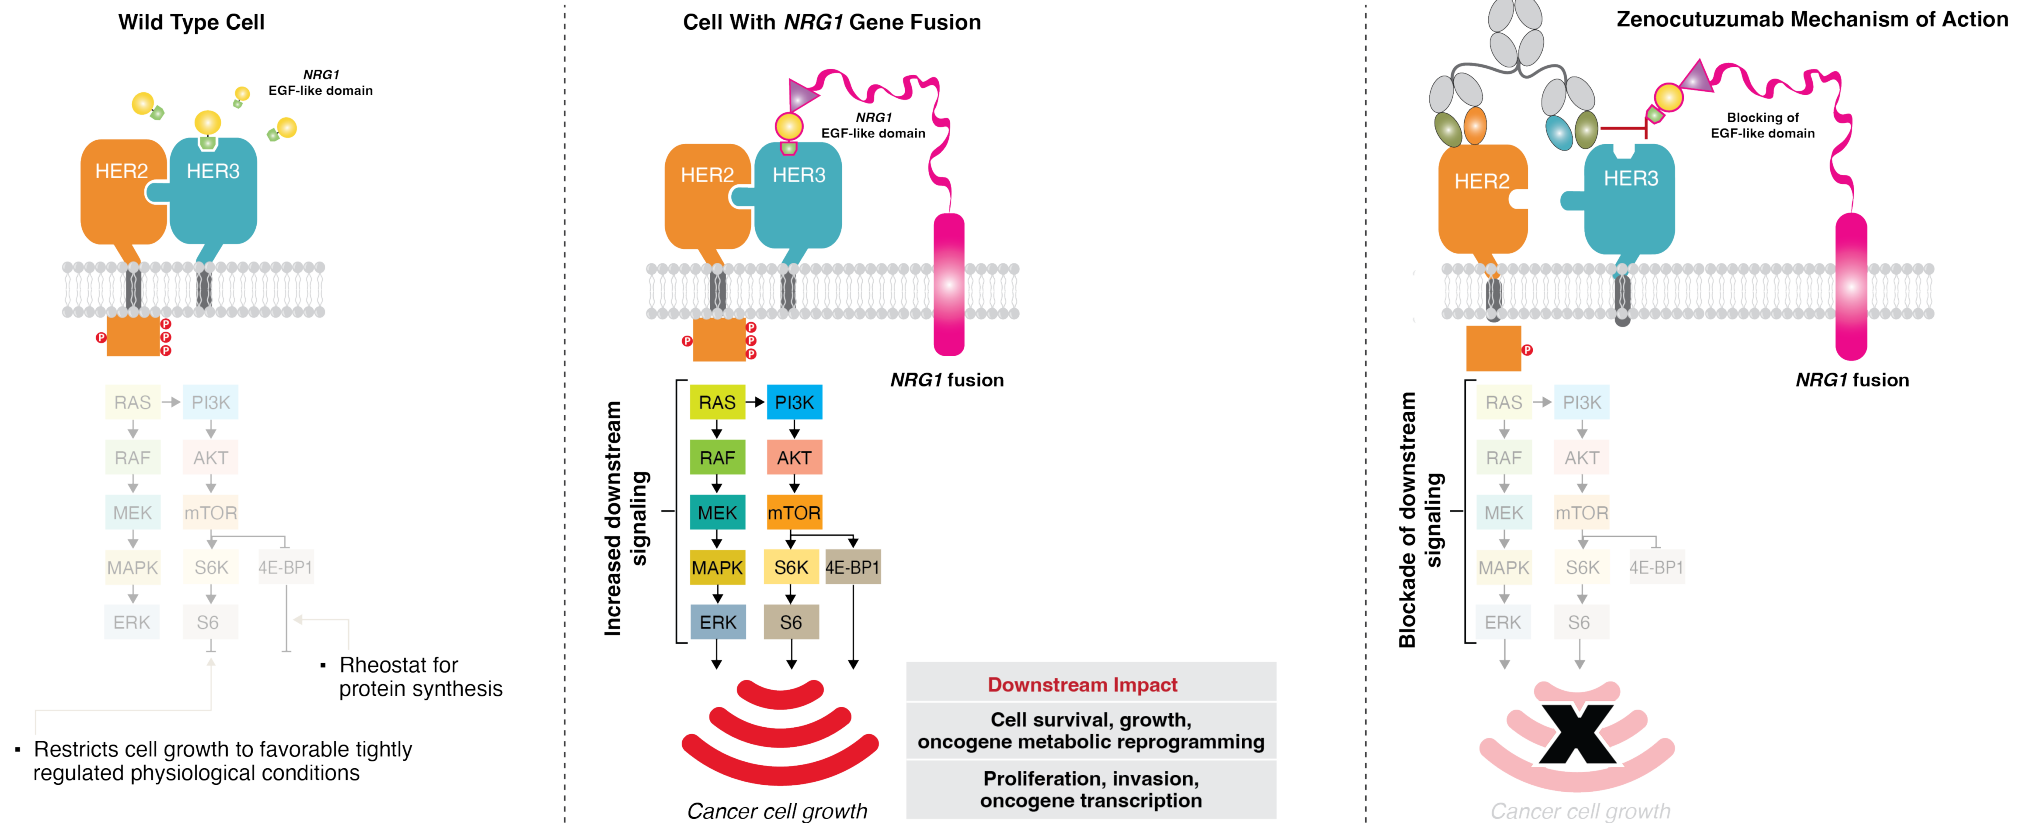 Wild Type Cell
NRG1
EGF-like domain
HER2
HER3
P
P
P
P
RAS
PI3K
RAF
AKT
MEK
mTOR
MAPK
S6K
4E-BP1
ERK
S6
▪ Rheostat for
protein synthesis
▪ Restricts cell growth to favorable tightly
regulated physiological conditions
Cell With NRG1 Gene Fusion
NRG1
EGF-like domain
HER2
HER3
P
P
P
P
NRG1 fusion
Increased downstream
signaling
RAS
PI3K
RAF
AKT
MEK
mTOR
MAPK
S6K
4E-BP1
ERK
S6
Cancer cell growth
Downstream Impact
Cell survival, growth,
oncogene metabolic reprogramming
Proliferation, invasion,
oncogene transcription
Zenocutuzumab Mechanism of Action
Blocking of
EGF-like domain
HER2
HER3
P
NRG1 fusion
Blockade of downstream
signaling
RAS
PI3K
RAF
AKT
MEK
mTOR
MAPK
S6K
4E-BP1
ERK
S6
X
Cancer cell growth